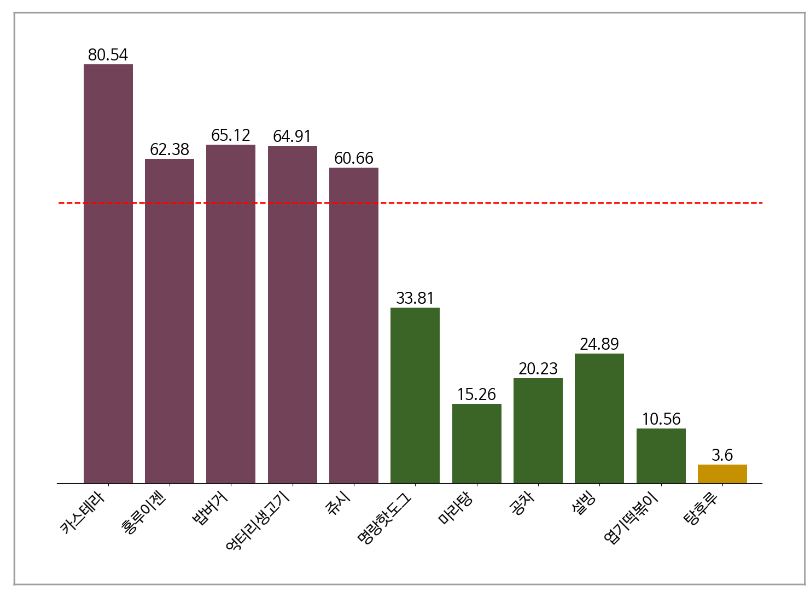 80.54
62.38
65.12
64.91
60.66
33.81
15.26
20.23
24.89
10.56
3.6
카스테라
홍루이젠
밥버거
엉터리생고기
쥬시
명랑핫도그
마라탕
공차
설빙
엽기떡볶이
탕후루